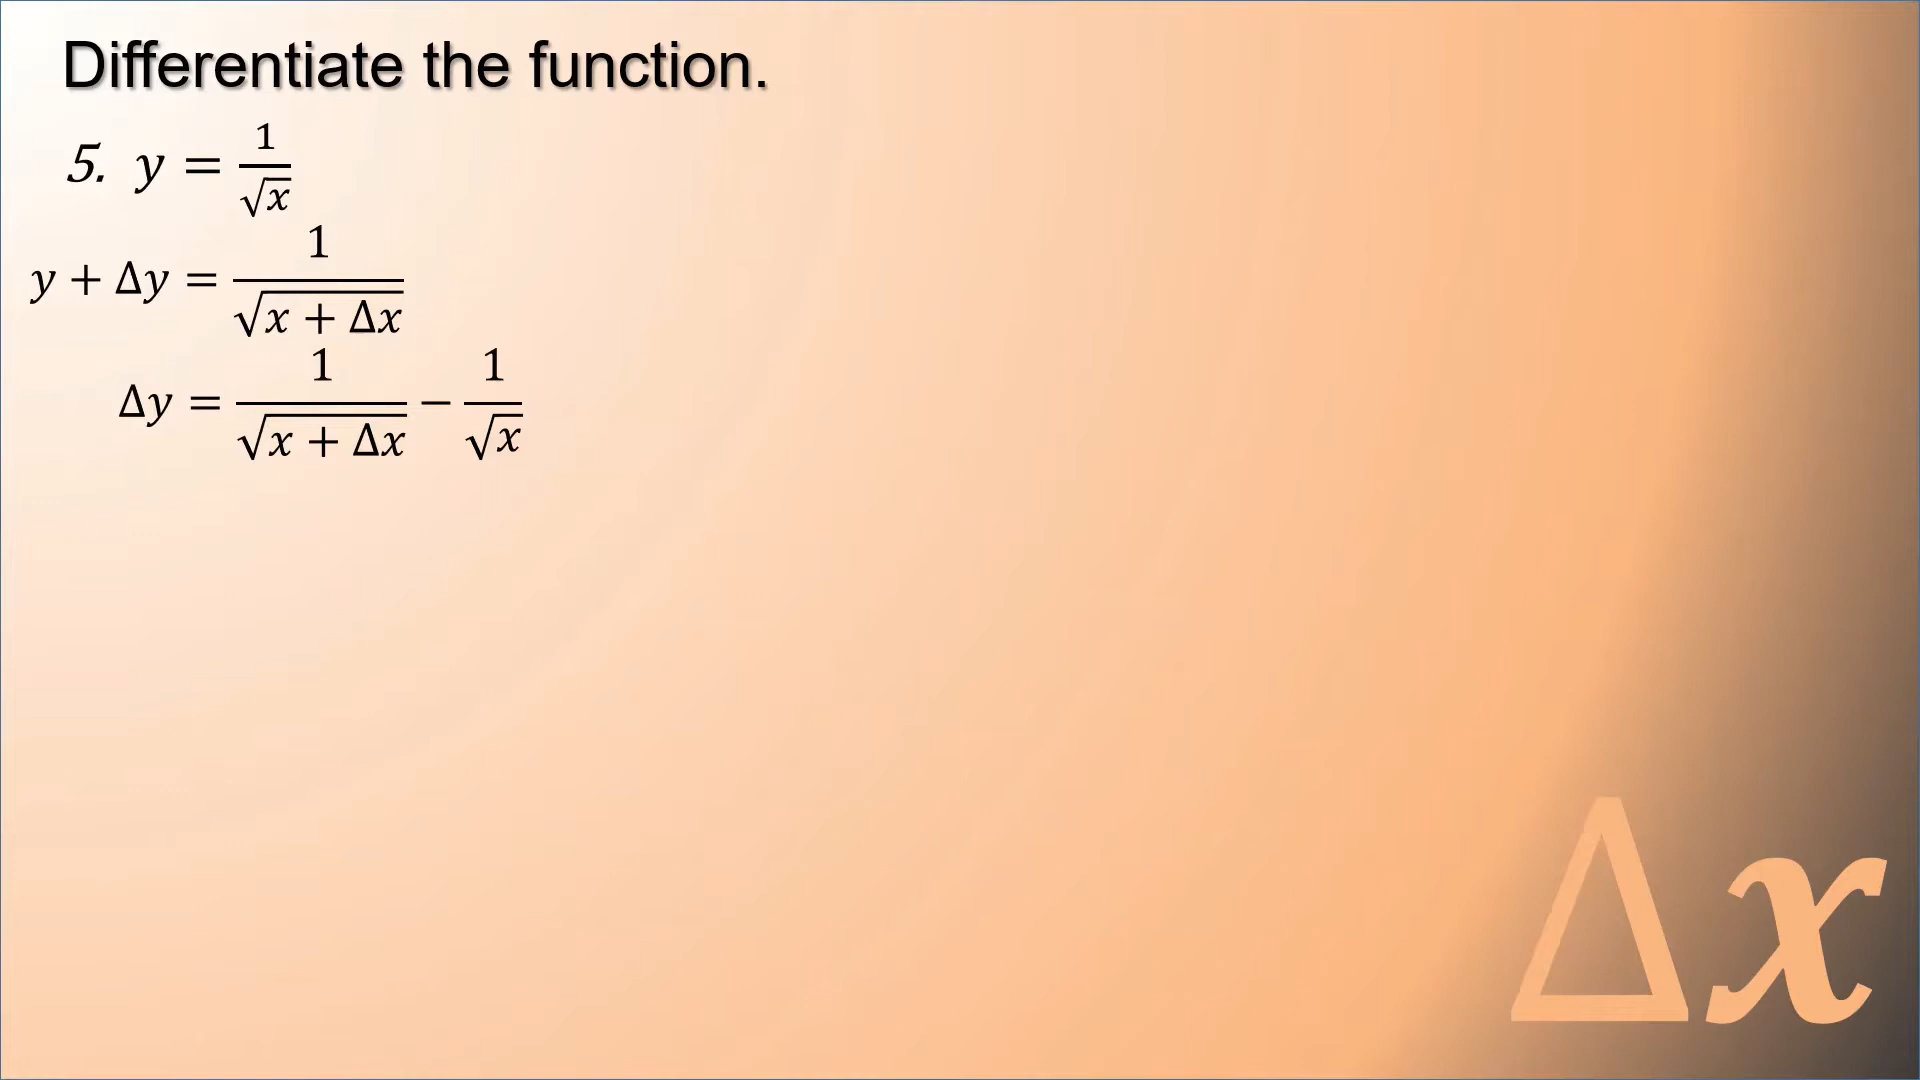 Differentiate the function.
5. y = 1/√x
y + Δy = 1/√(x + Δx)
Δy = 1/√(x + Δx) − 1/√x
Δx